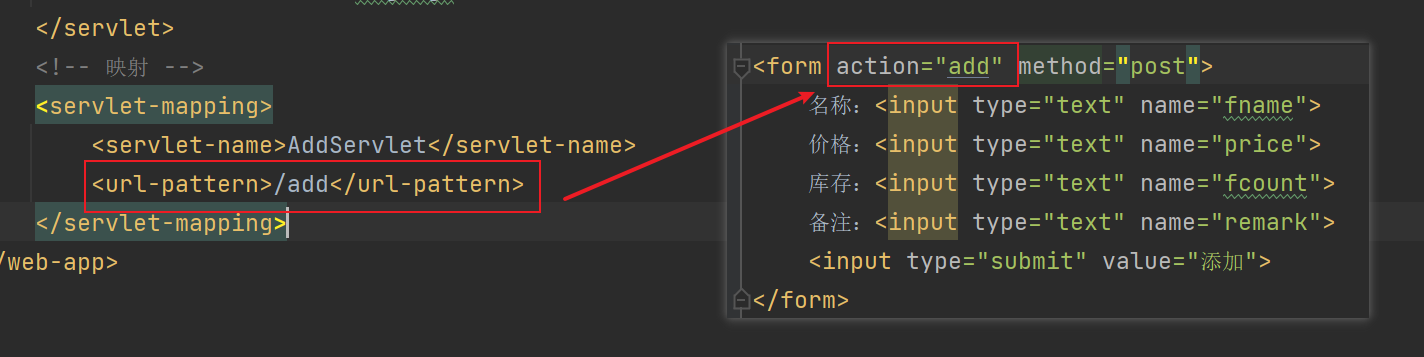 </servlet>
<!-- 映射 -->
<servlet-mapping>
<servlet-name>AddServlet</servlet-name>
<url-pattern>/add</url-pattern>
</servlet-mapping>
/web-app>
<form action="add" method="post">
名称：<input type="text" name="fname">
价格：<input type="text" name="price">
库存：<input type="text" name="fcount">
备注：<input type="text" name="remark">
<input type="submit" value="添加">
</form>